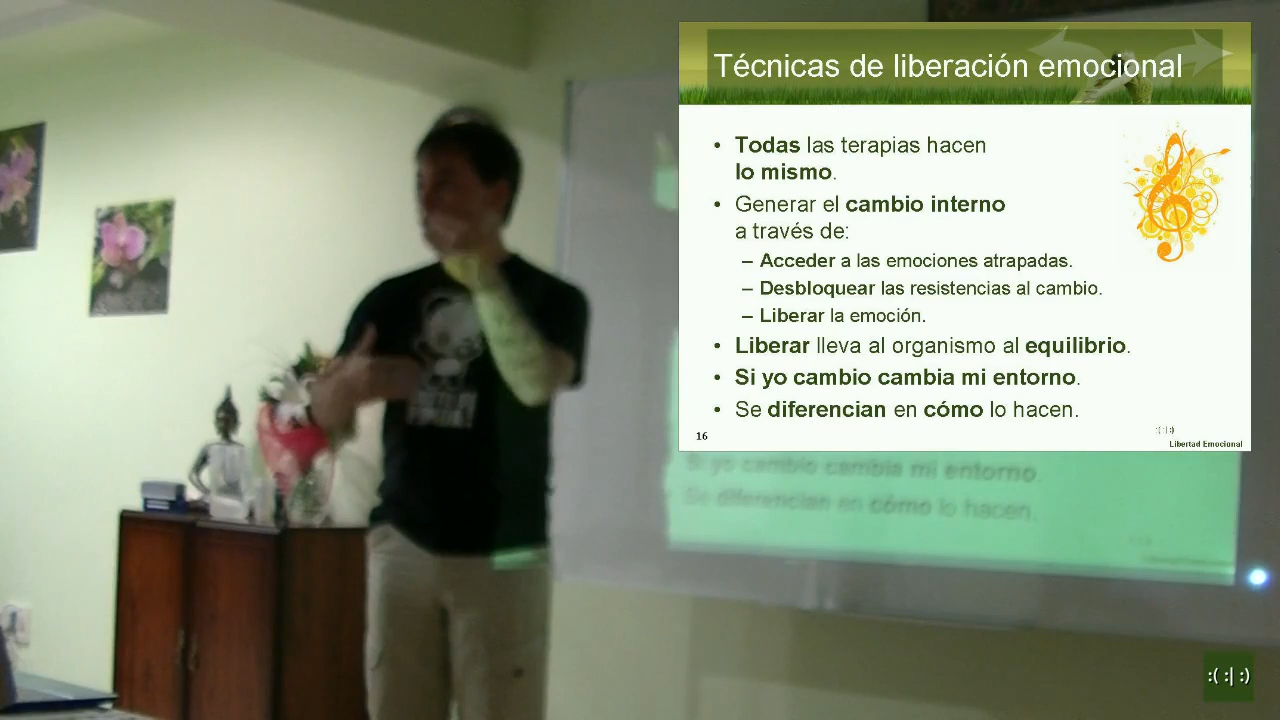 Técnicas de liberación emocional
• Todas las terapias hacen
lo mismo.
• Generar el cambio interno
a través de:
– Acceder a las emociones atrapadas.
– Desbloquear las resistencias al cambio.
– Liberar la emoción.
• Liberar lleva al organismo al equilibrio.
• Si yo cambio cambia mi entorno.
• Se diferencian en cómo lo hacen.
16
:(:|:)
Libertad Emocional
Si yo cambio cambia mi entorno.
Se diferencian en cómo lo hacen.
:( :| :)